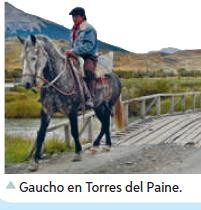 Gaucho en Torres del Paine.